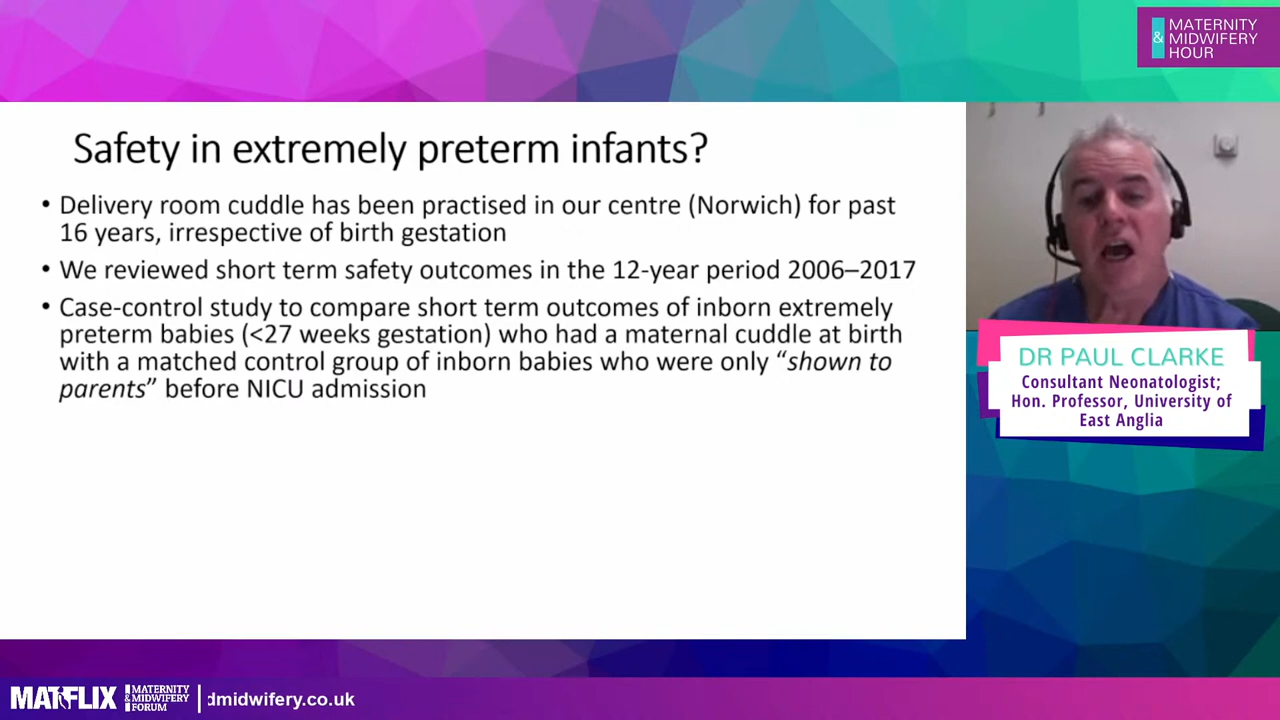 MATERNITY
& MIDWIFERY
HOUR
Safety in extremely preterm infants?
• Delivery room cuddle has been practised in our centre (Norwich) for past
16 years, irrespective of birth gestation
• We reviewed short term safety outcomes in the 12-year period 2006–2017
• Case-control study to compare short term outcomes of inborn extremely
preterm babies (<27 weeks gestation) who had a maternal cuddle at birth
with a matched control group of inborn babies who were only “shown to
parents” before NICU admission
DR PAUL CLARKE
Consultant Neonatologist;
Hon. Professor, University of
East Anglia
MATFLIX
MATERNITY
& MIDWIFERY
FORUM
dmidwifery.co.uk